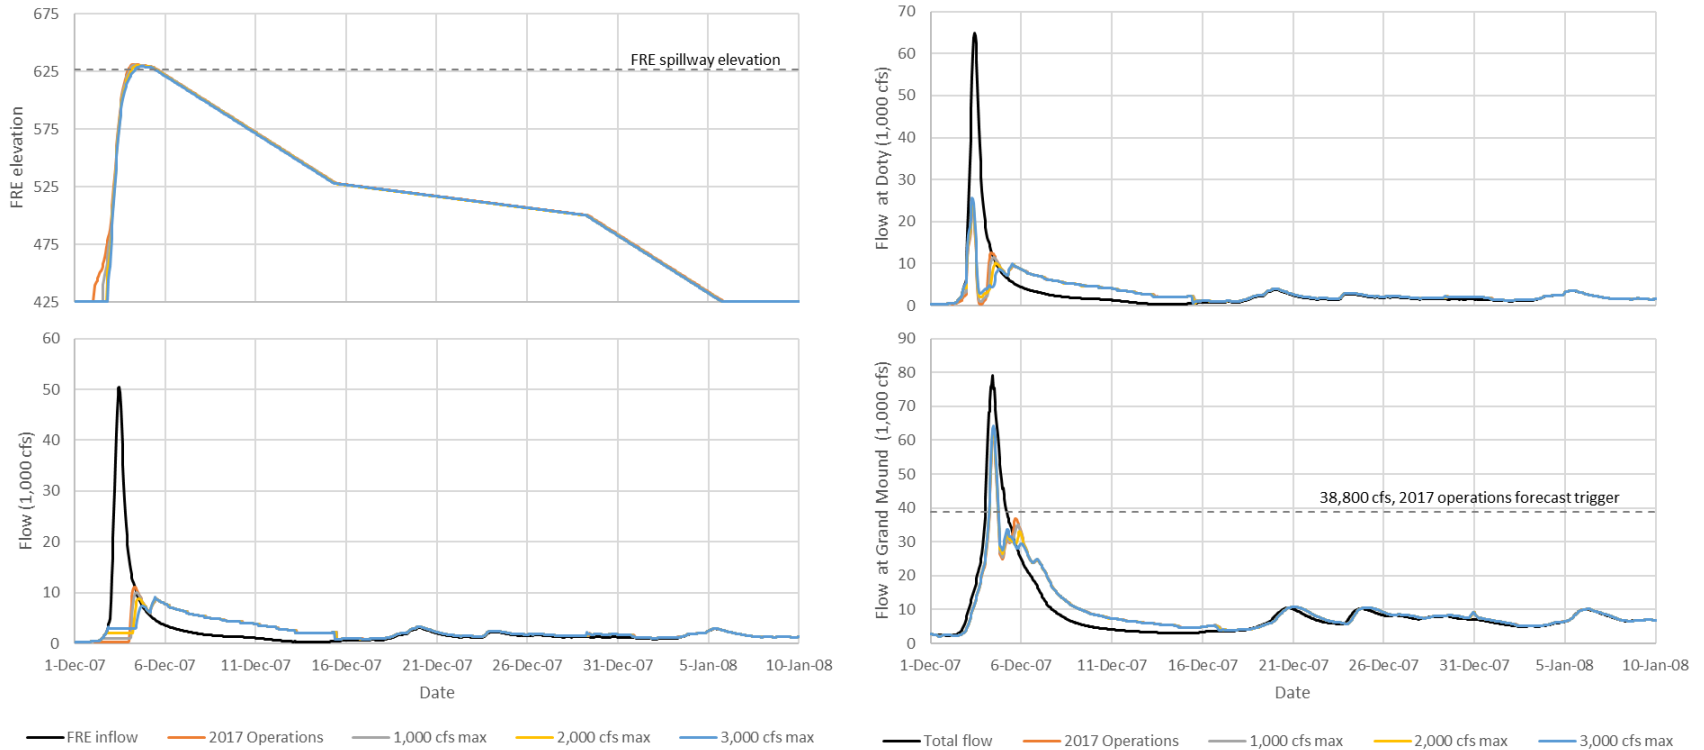 675
625
575
525
475
425
FRE elevation
FRE spillway elevation
70
60
50
40
30
20
10
0
Flow at Doty (1,000 cfs)
60
50
40
30
20
10
0
Flow (1,000 cfs)
1-Dec-07 6-Dec-07 11-Dec-07 16-Dec-07 21-Dec-07 26-Dec-07 31-Dec-07 5-Jan-08 10-Jan-08
Date
90
80
70
60
50
40
30
20
10
0
Flow at Grand Mound (1,000 cfs)
38,800 cfs, 2017 operations forecast trigger
1-Dec-07 6-Dec-07 11-Dec-07 16-Dec-07 21-Dec-07 26-Dec-07 31-Dec-07 5-Jan-08 10-Jan-08
Date
FRE inflow 2017 Operations 1,000 cfs max 2,000 cfs max 3,000 cfs max
Total flow 2017 Operations 1,000 cfs max 2,000 cfs max 3,000 cfs max